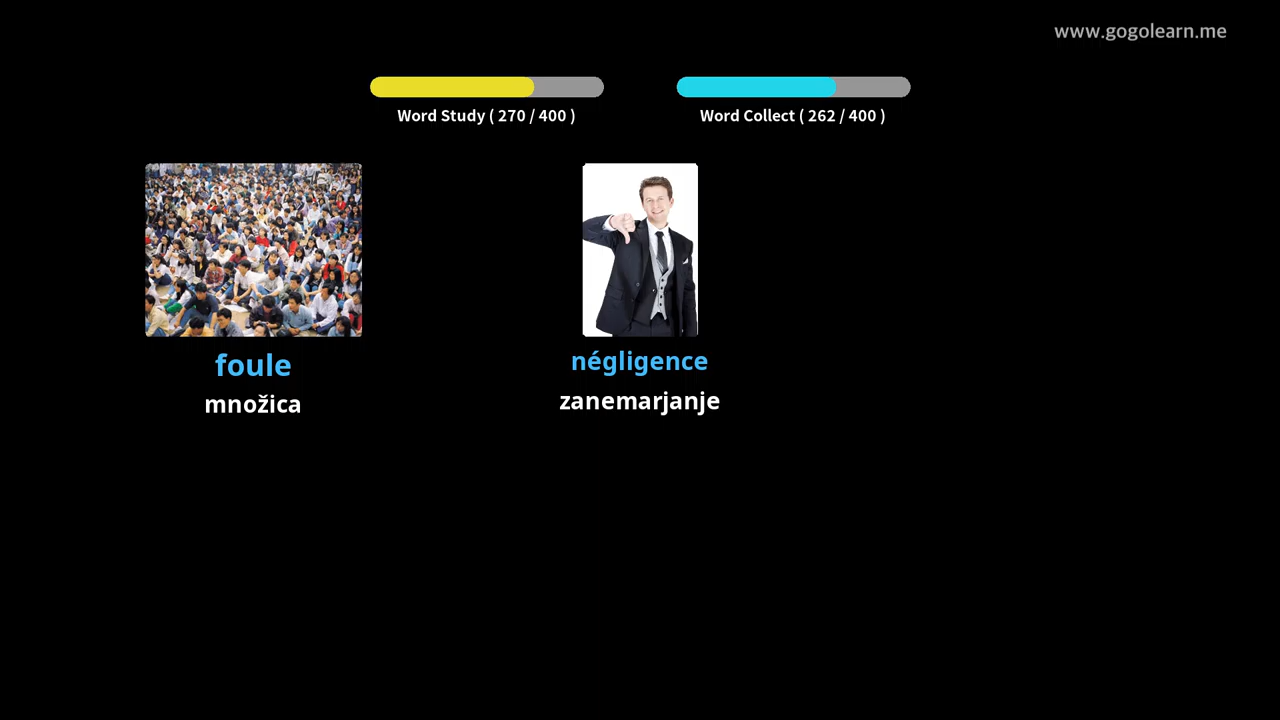 www.gogolearn.me
Word Study ( 270 / 400 )
Word Collect ( 262 / 400 )
foule
množica
négligence
zanemarjanje